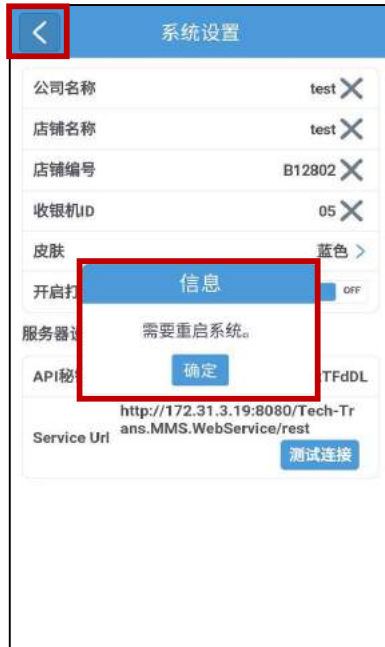 系统设置
公司名称 test
店铺名称 test
店铺编号 B12802
收银机ID 05
皮肤 蓝色 >
开启打 OFF
信息
需要重启系统。
确定
服务器
API秘 TFdDL
Service Url http://172.31.3.19:8080/Tech-Tr
ans.MMS.WebService/rest
测试连接